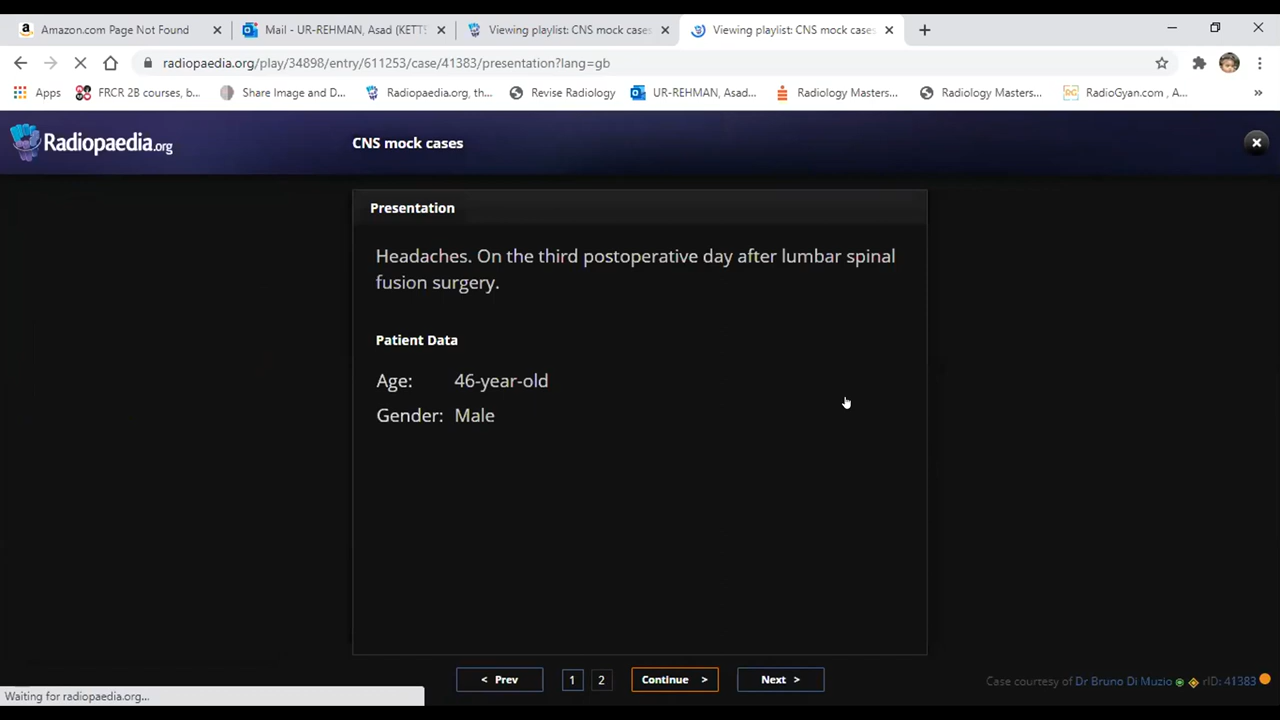 Amazon.com Page Not Found
Mail - UR-REHMAN, Asad (KETT
Viewing playlist: CNS mock cases
Viewing playlist: CNS mock cases
radiopaedia.org/play/34898/entry/611253/case/41383/presentation?lang=gb
Apps
FRCR 2B courses, b...
Share Image and D...
Radiopaedia.org, th...
Revise Radiology
UR-REHMAN, Asad...
Radiology Masters...
Radiology Masters...
RadioGyan.com , A...
»
Radiopaedia.org
CNS mock cases
Presentation
Headaches. On the third postoperative day after lumbar spinal
fusion surgery.
Patient Data
Age: 46-year-old
Gender: Male
< Prev
1
2
Continue >
Next >
Case courtesy of Dr Bruno Di Muzio rID: 41383
Waiting for radiopaedia.org...